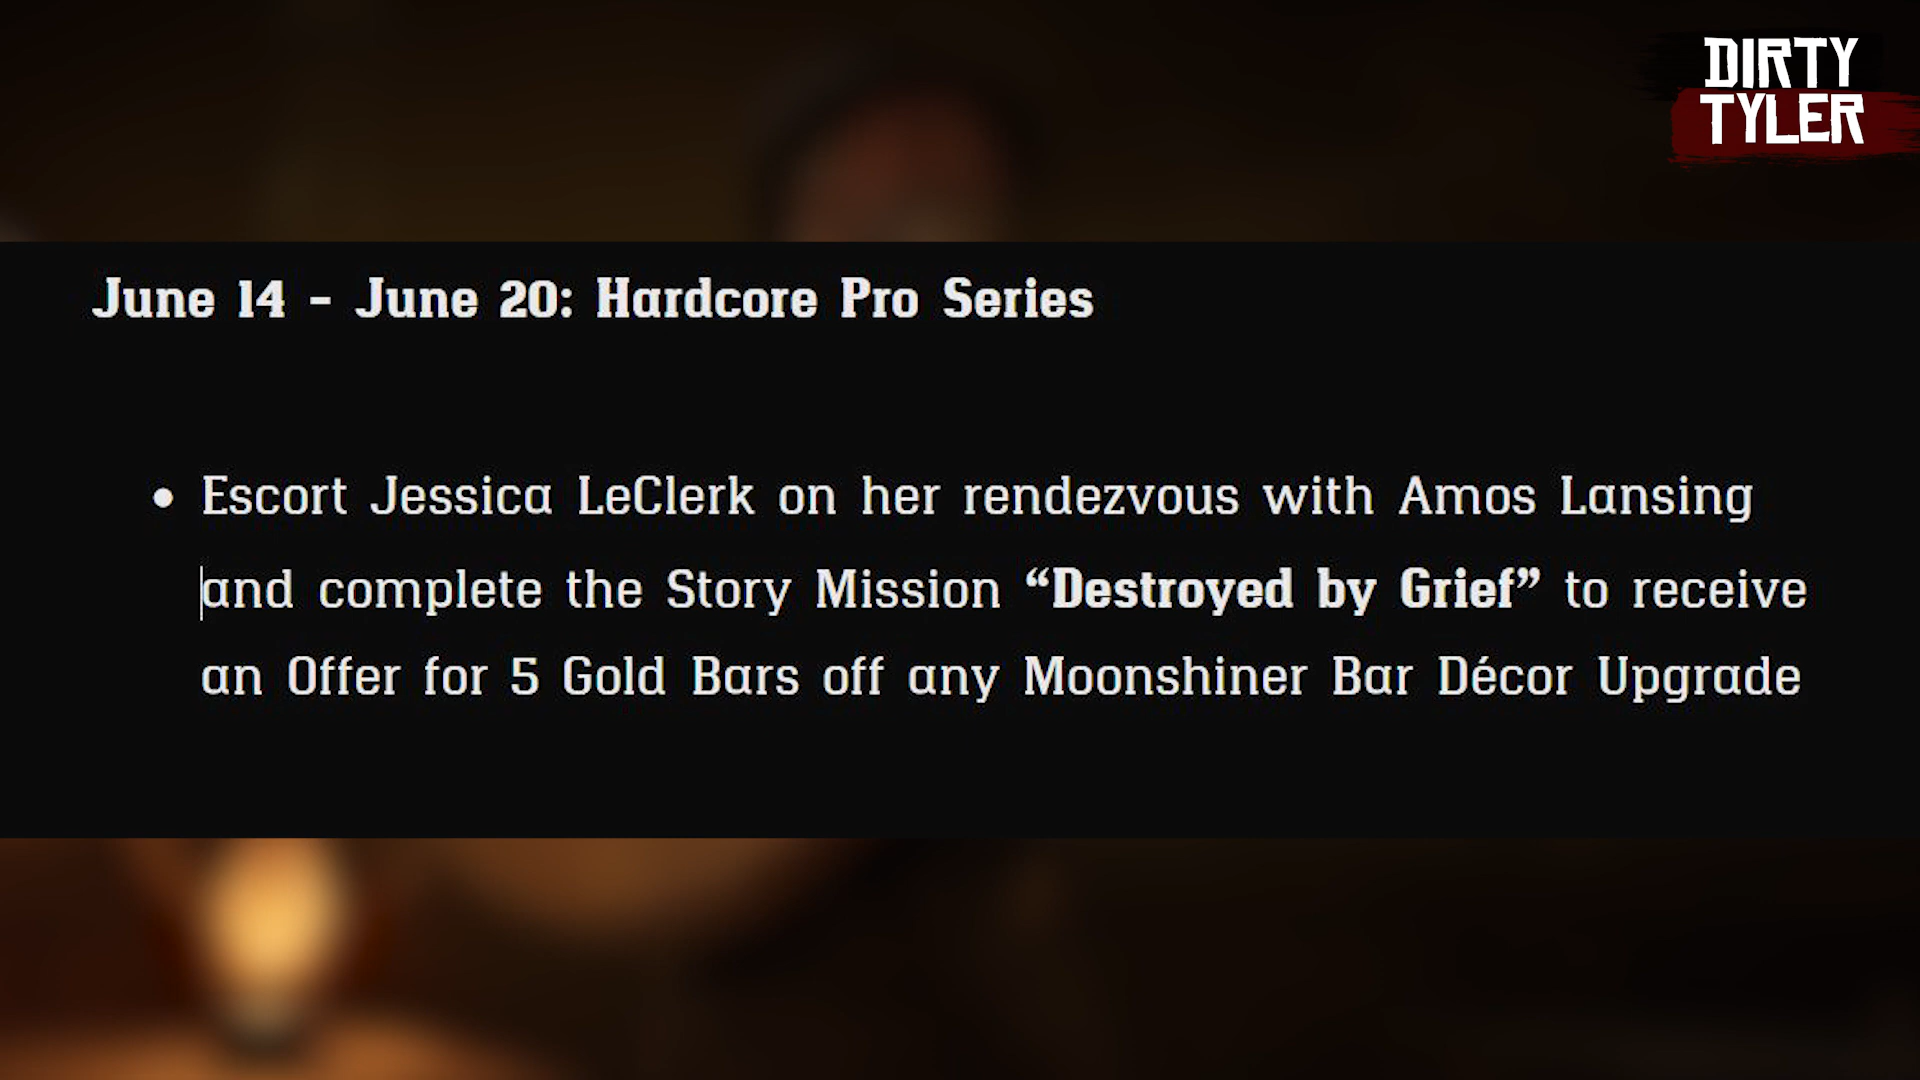 DIRTY
TYLER
June 14 – June 20: Hardcore Pro Series
• Escort Jessica LeClerk on her rendezvous with Amos Lansing
and complete the Story Mission “Destroyed by Grief” to receive
an Offer for 5 Gold Bars off any Moonshiner Bar Décor Upgrade